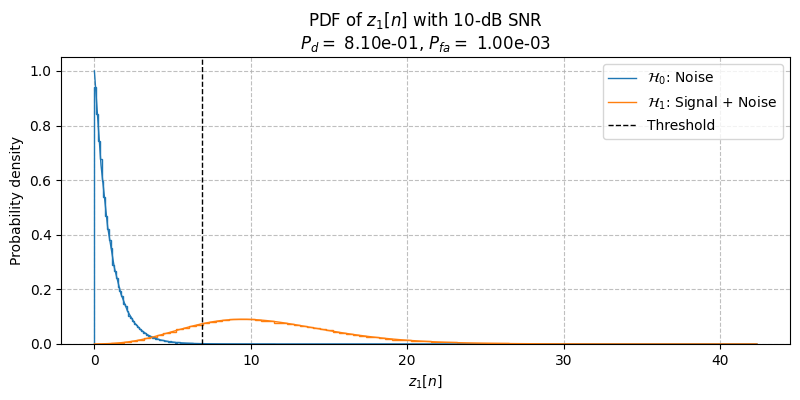 PDF of z₁[n] with 10-dB SNR
P_d = 8.10e-01, P_fa = 1.00e-03
1.0
0.8
0.6
0.4
0.2
0.0
Probability density
ℋ₀: Noise
ℋ₁: Signal + Noise
Threshold
0 10 20 30 40
z₁[n]